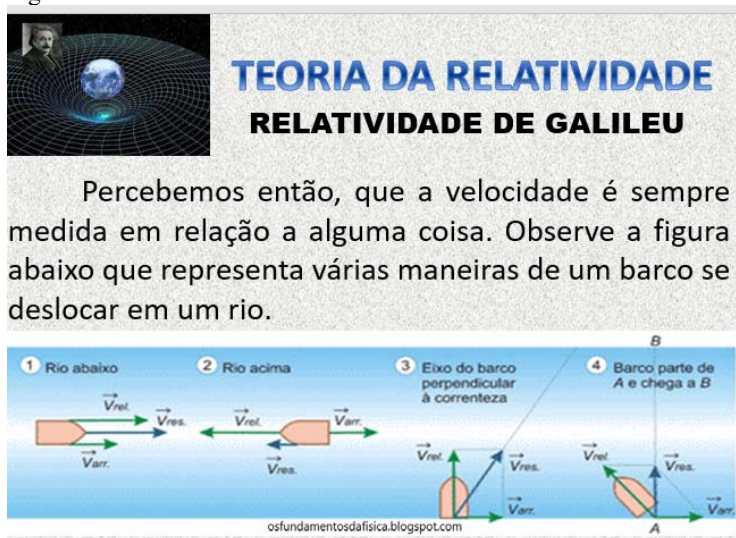 TEORIA DA RELATIVIDADE
RELATIVIDADE DE GALILEU
Percebemos então, que a velocidade é sempre
medida em relação a alguma coisa. Observe a figura
abaixo que representa várias maneiras de um barco se
deslocar em um rio.
1 Rio abaixo
Vrel.
Vres.
Varr.
2 Rio acima
Vrel.
Varr.
Vres.
3 Eixo do barco
perpendicular
à correnteza
Vrel.
Vres.
Varr.
B
4 Barco parte de
A e chega a B
Vrel.
Vres.
Varr.
A
osfundamentosdafisica.blogspot.com